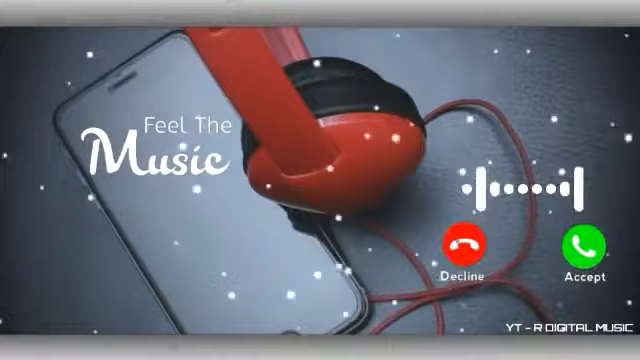 Feel The
Music
Decline
Accept
YT - R DIGITAL MUSIC